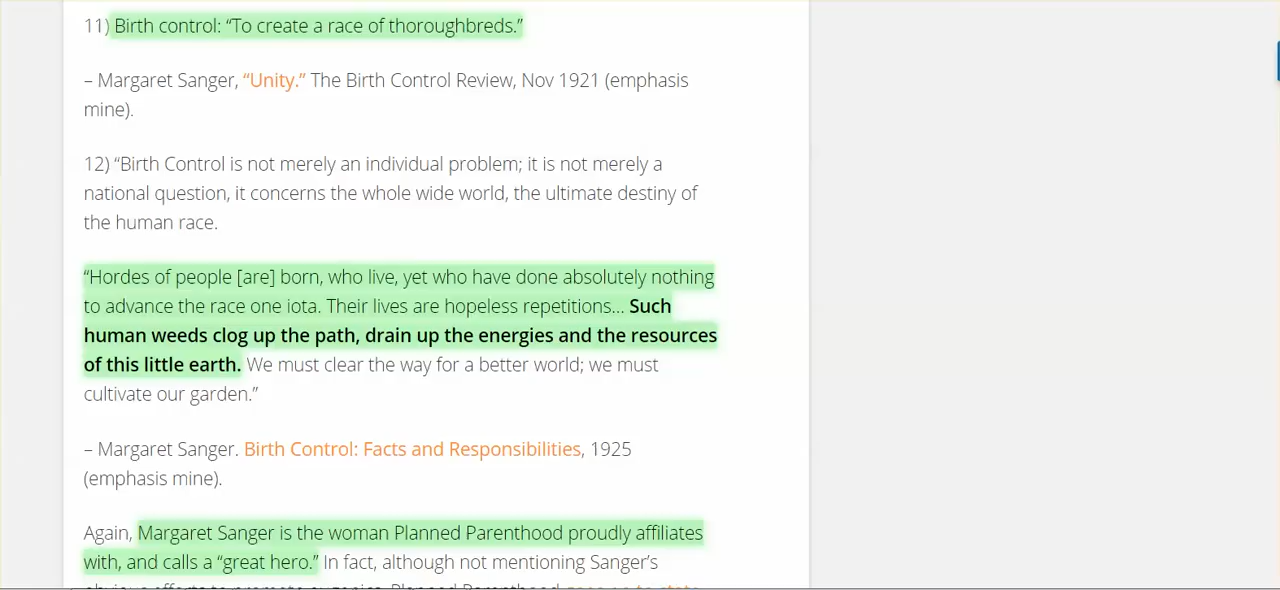 11) Birth control: “To create a race of thoroughbreds.”
– Margaret Sanger, “Unity.” The Birth Control Review, Nov 1921 (emphasis
mine).
12) “Birth Control is not merely an individual problem; it is not merely a
national question, it concerns the whole wide world, the ultimate destiny of
the human race.
“Hordes of people [are] born, who live, yet who have done absolutely nothing
to advance the race one iota. Their lives are hopeless repetitions… Such
human weeds clog up the path, drain up the energies and the resources
of this little earth. We must clear the way for a better world; we must
cultivate our garden.”
– Margaret Sanger. Birth Control: Facts and Responsibilities, 1925
(emphasis mine).
Again, Margaret Sanger is the woman Planned Parenthood proudly affiliates
with, and calls a “great hero.” In fact, although not mentioning Sanger’s